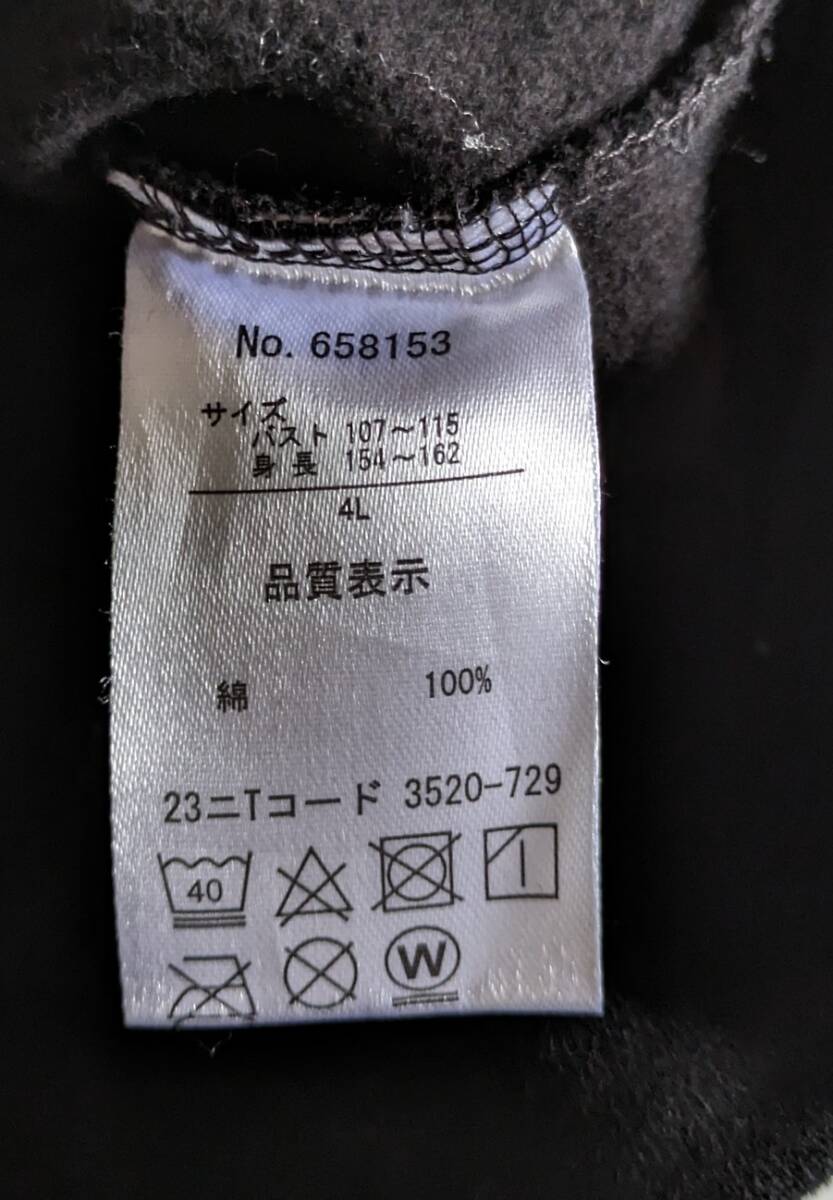 No. 658153
サイズ
バスト 107～115
身長 154～162
4L
品質表示
綿 100%
23ニTコード 3520-729
40
W